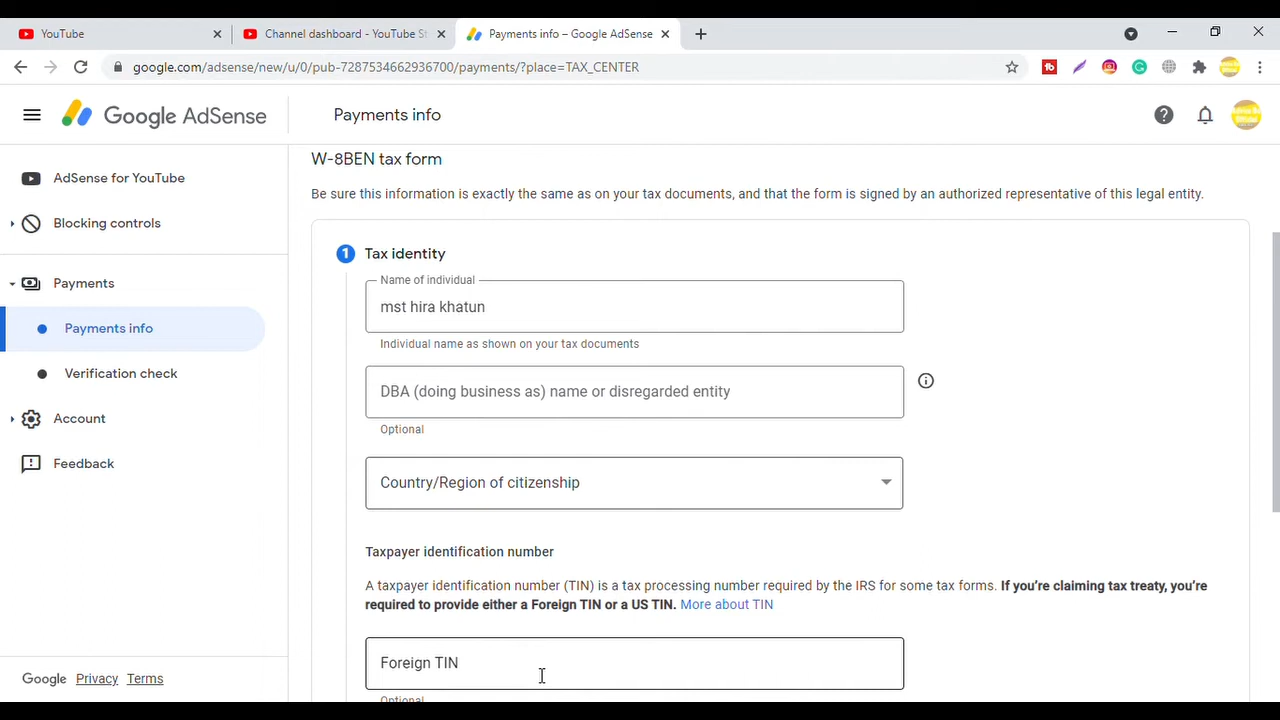 YouTube
Channel dashboard - YouTube St
Payments info – Google AdSense
google.com/adsense/new/u/0/pub-7287534662936700/payments/?place=TAX_CENTER
Google AdSense
Payments info
AdSense for YouTube
Blocking controls
Payments
Payments info
Verification check
Account
Feedback
Google Privacy Terms
W-8BEN tax form
Be sure this information is exactly the same as on your tax documents, and that the form is signed by an authorized representative of this legal entity.
1 Tax identity
Name of individual
mst hira khatun
Individual name as shown on your tax documents
DBA (doing business as) name or disregarded entity
Optional
Country/Region of citizenship
Taxpayer identification number
A taxpayer identification number (TIN) is a tax processing number required by the IRS for some tax forms. If you’re claiming tax treaty, you’re
required to provide either a Foreign TIN or a US TIN. More about TIN
Foreign TIN
Optional